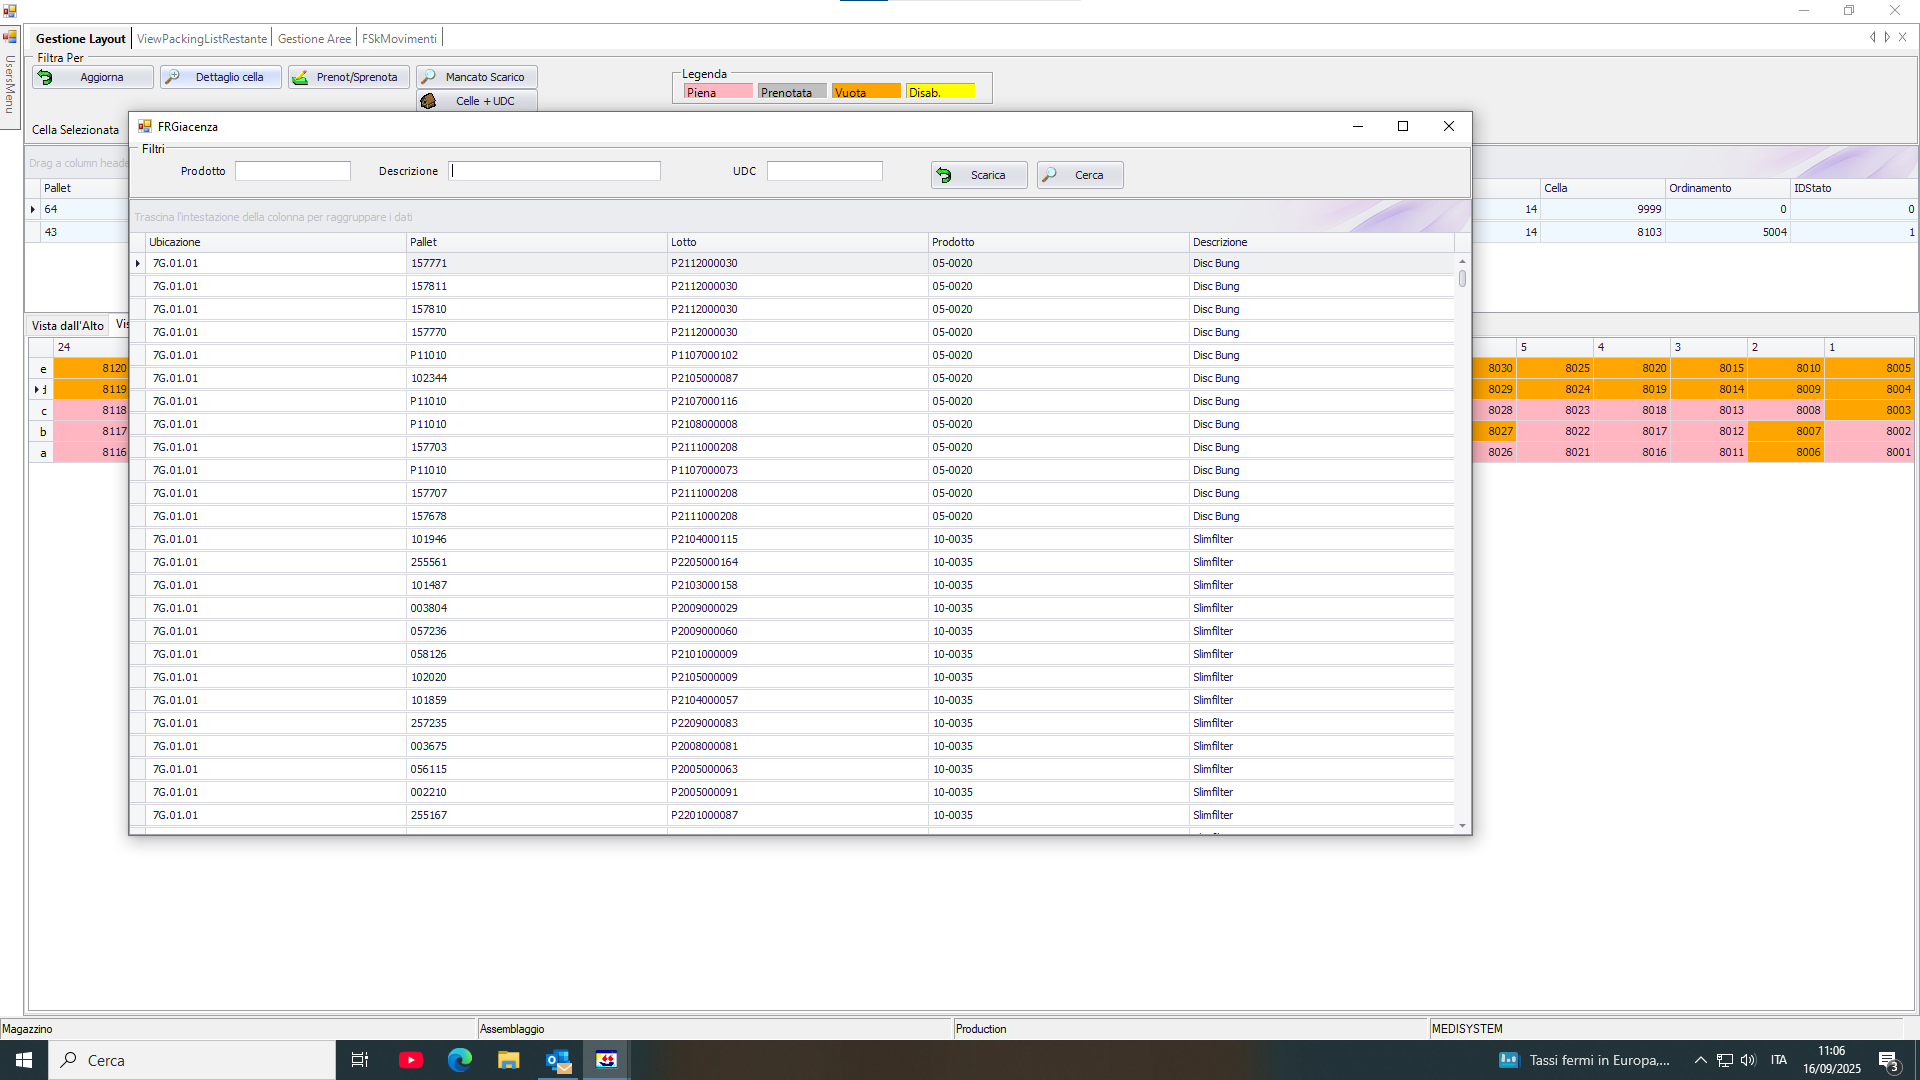 Gestione Layout ViewPackingListRestante Gestione Aree FSkMovimenti
UsersMenu
Filtra Per
Aggiorna Dettaglio cella Prenot/Sprenota Mancato Scarico
Celle + UDC
Legenda
Piena Prenotata Vuota Disab.
Cella Selezionata
FRGiacenza
Filtri
Prodotto Descrizione UDC Scarica Cerca
Drag a column heade
Trascina l'intestazione della colonna per raggruppare i dati
Pallet Cella Ordinamento IDStato
64 14 9999 0 0
43 14 8103 5004 1
Ubicazione Pallet Lotto Prodotto Descrizione
7G.01.01 157771 P2112000030 05-0020 Disc Bung
7G.01.01 157811 P2112000030 05-0020 Disc Bung
7G.01.01 157810 P2112000030 05-0020 Disc Bung
7G.01.01 157770 P2112000030 05-0020 Disc Bung
7G.01.01 P11010 P1107000102 05-0020 Disc Bung
7G.01.01 102344 P2105000087 05-0020 Disc Bung
7G.01.01 P11010 P2107000116 05-0020 Disc Bung
7G.01.01 P11010 P2108000008 05-0020 Disc Bung
7G.01.01 157703 P2111000208 05-0020 Disc Bung
7G.01.01 P11010 P1107000073 05-0020 Disc Bung
7G.01.01 157707 P2111000208 05-0020 Disc Bung
7G.01.01 157678 P2111000208 05-0020 Disc Bung
7G.01.01 101946 P2104000115 10-0035 Slimfilter
7G.01.01 255561 P2205000164 10-0035 Slimfilter
7G.01.01 101487 P2103000158 10-0035 Slimfilter
7G.01.01 003804 P2009000029 10-0035 Slimfilter
7G.01.01 057236 P2009000060 10-0035 Slimfilter
7G.01.01 058126 P2101000009 10-0035 Slimfilter
7G.01.01 102020 P2105000009 10-0035 Slimfilter
7G.01.01 101859 P2104000057 10-0035 Slimfilter
7G.01.01 257235 P2209000083 10-0035 Slimfilter
7G.01.01 003675 P2008000081 10-0035 Slimfilter
7G.01.01 056115 P2005000063 10-0035 Slimfilter
7G.01.01 002210 P2005000091 10-0035 Slimfilter
7G.01.01 255167 P2201000087 10-0035 Slimfilter
Vista dall'Alto Vis
24 5 4 3 2 1
e 8120 8030 8025 8020 8015 8010 8005
d 8119 8029 8024 8019 8014 8009 8004
c 8118 8028 8023 8018 8013 8008 8003
b 8117 8027 8022 8017 8012 8007 8002
a 8116 8026 8021 8016 8011 8006 8001
Magazzino Assemblaggio Production MEDISYSTEM
Cerca Tassi fermi in Europa,... ITA 11:06
16/09/2025 3